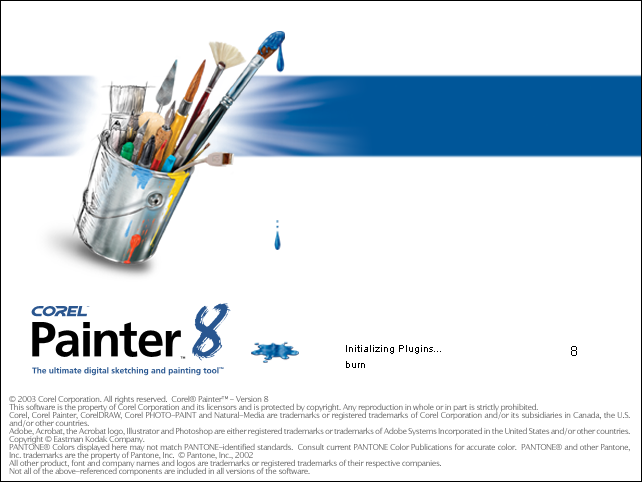 COREL™
Painter™ 8
The ultimate digital sketching and painting tool™
Initializing Plugins...
8
burn
© 2003 Corel Corporation. All rights reserved. Corel® Painter™ - Version 8
This software is the property of Corel Corporation and its licensors and is protected by copyright. Any reproduction in whole or in part is strictly prohibited.
Corel, Corel Painter, CorelDRAW, Corel PHOTO-PAINT and Natural-Media are trademarks or registered trademarks of Corel Corporation and/or its subsidiaries in Canada, the U.S.
and/or other countries.
Adobe, Acrobat, the Acrobat logo, Illustrator and Photoshop are either registered trademarks or trademarks of Adobe Systems Incorporated in the United States and/or other countries.
Copyright © Eastman Kodak Company.
PANTONE® Colors displayed here may not match PANTONE-identified standards. Consult current PANTONE Color Publications for accurate color. PANTONE® and other Pantone,
Inc. trademarks are the property of Pantone, Inc. © Pantone, Inc., 2002
All other product, font and company names and logos are trademarks or registered trademarks of their respective companies.
Not all of the above-referenced components are included in all versions of the software.